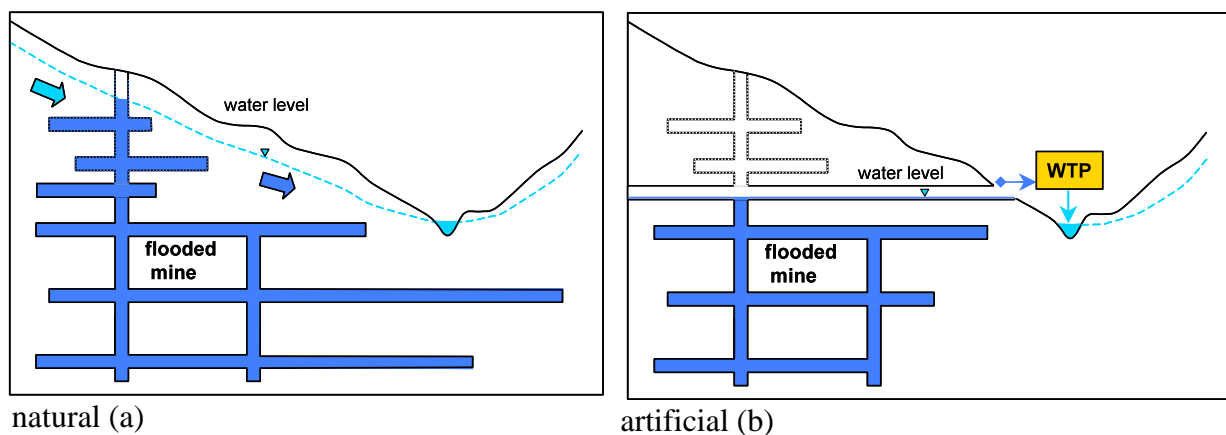 water level
flooded
mine
natural (a)
water level
WTP
flooded
mine
artificial (b)